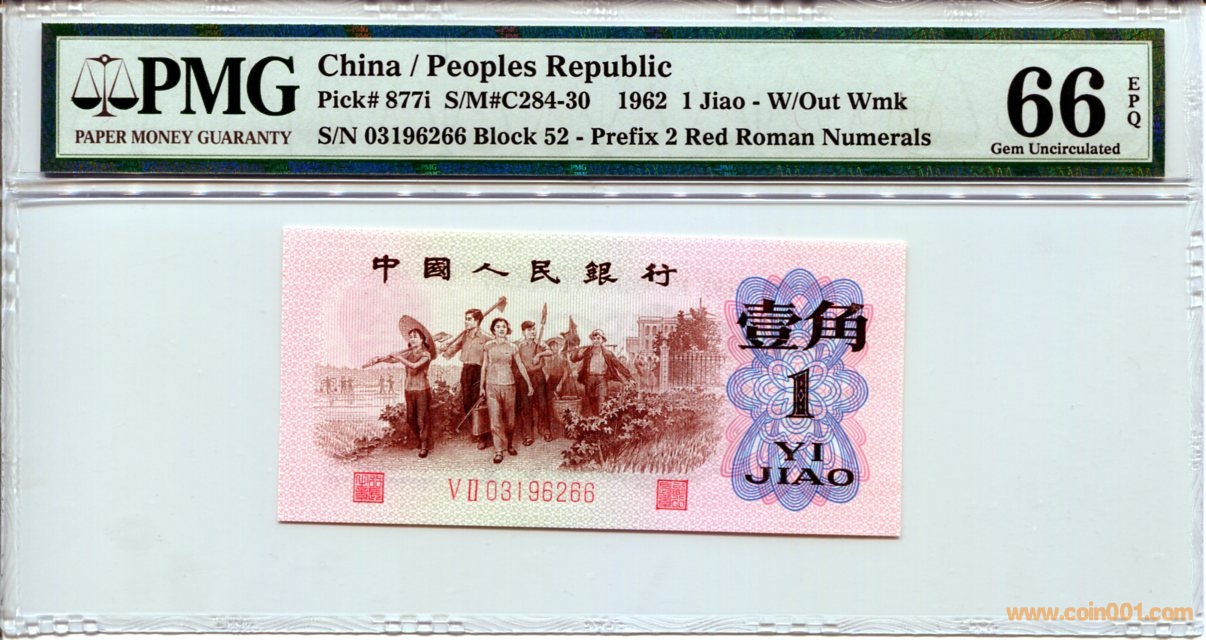 PMG
PAPER MONEY GUARANTY
China / Peoples Republic
Pick# 877i S/M#C284-30 1962 1 Jiao - W/Out Wmk
S/N 03196266 Block 52 - Prefix 2 Red Roman Numerals
66
EPQ
Gem Uncirculated
中國人民銀行
壹角
1
YI
JIAO
V II 03196266
www.coin001.com